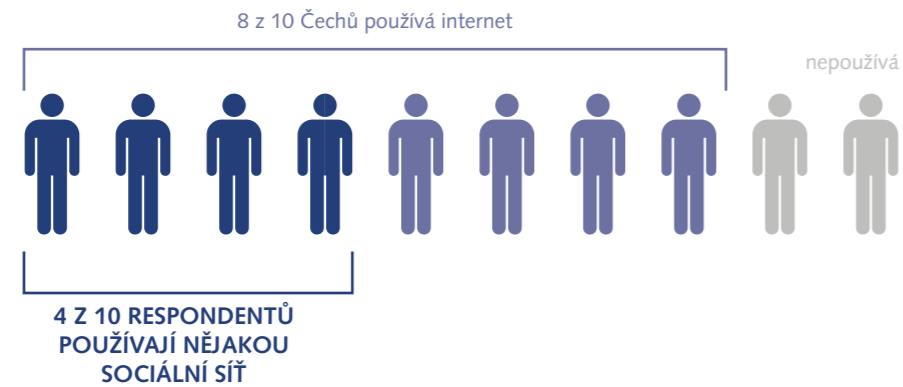 8 z 10 Čechů používá internet
nepoužívá
4 Z 10 RESPONDENTŮ
POUŽÍVAJÍ NĚJAKOU
SOCIÁLNÍ SÍŤ